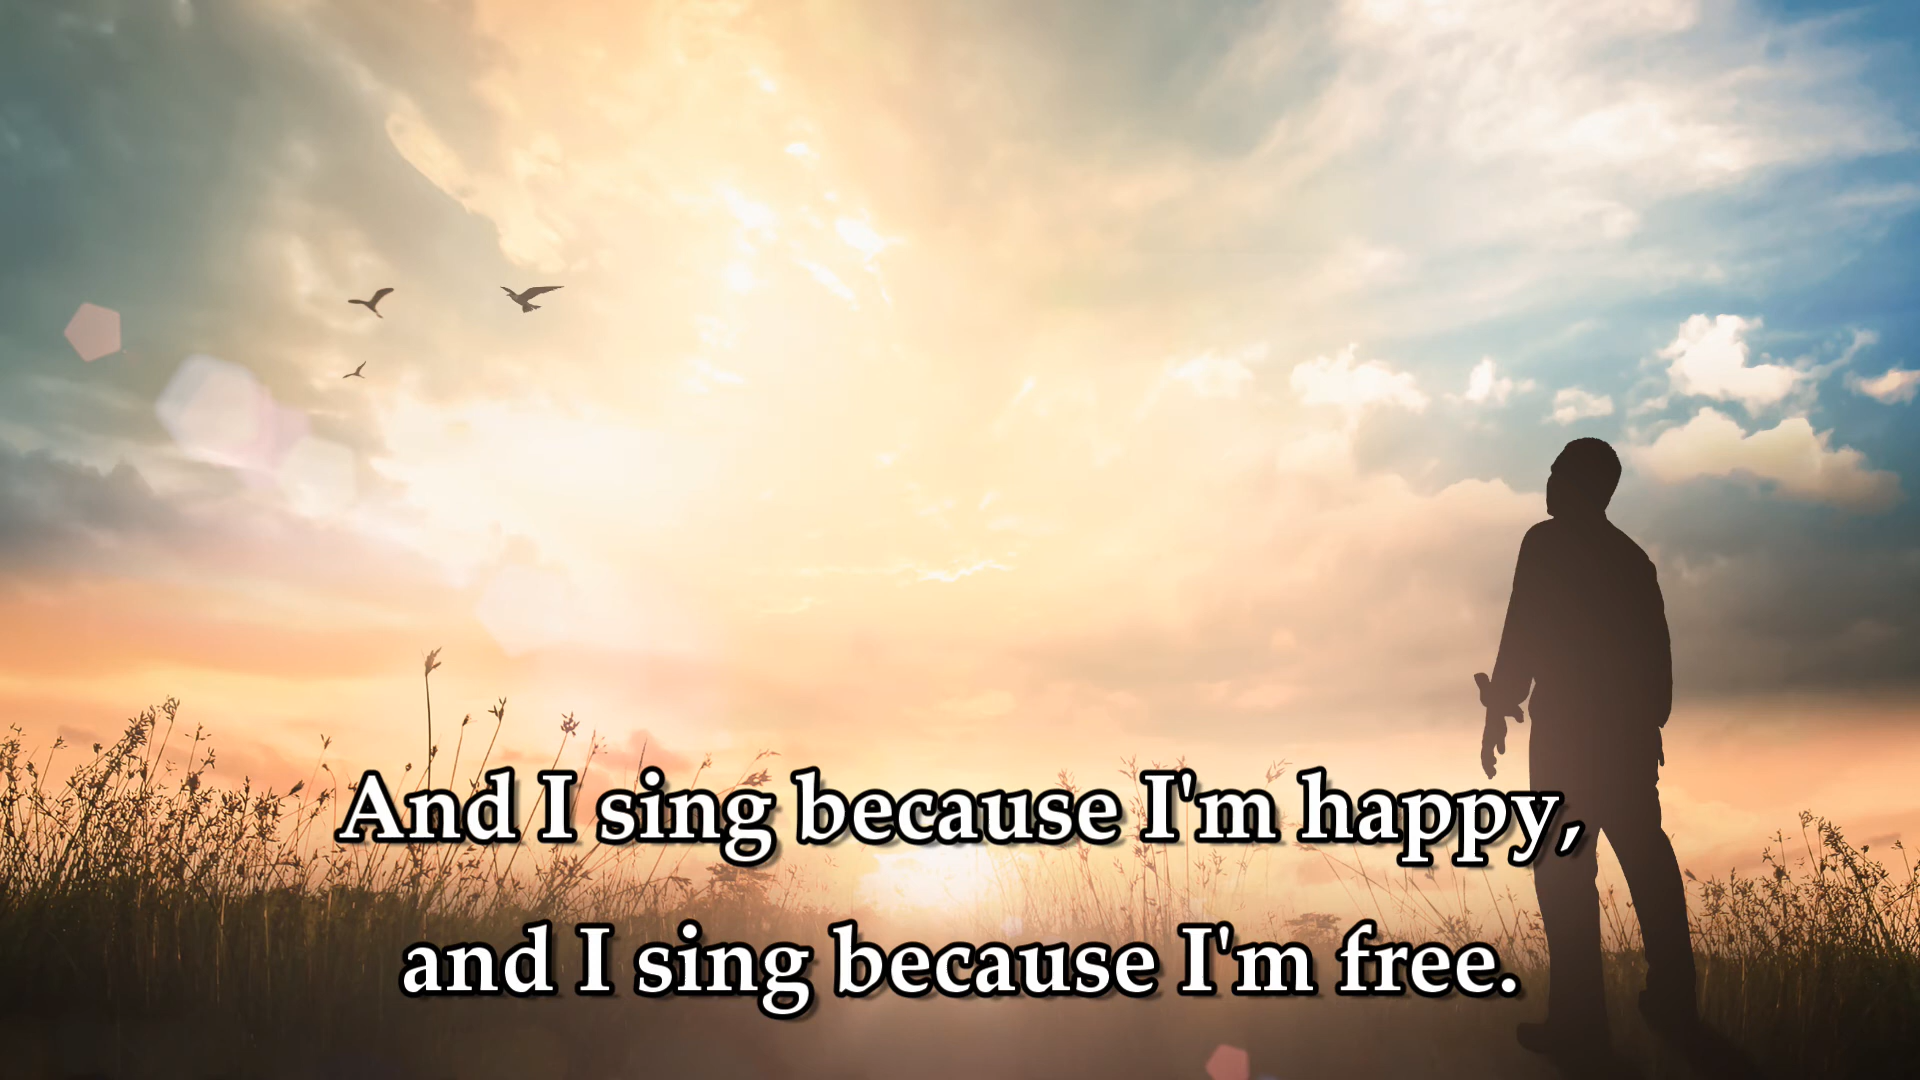 And I sing because I'm happy,
and I sing because I'm free.